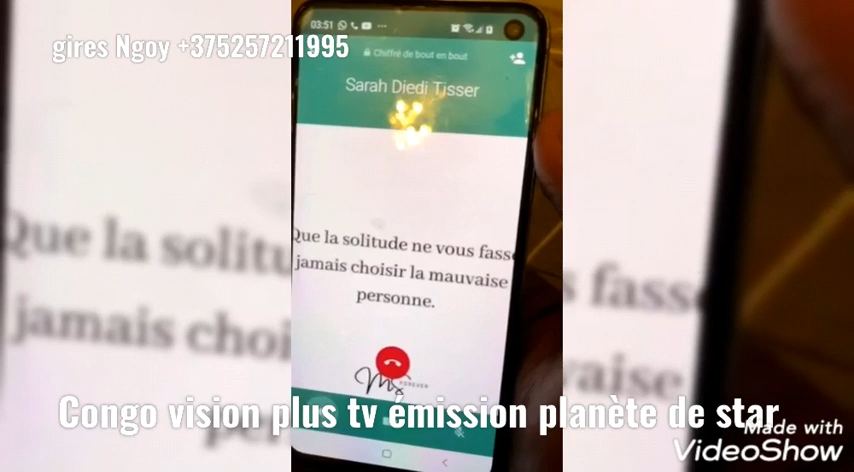 03:51
gires Ngoy +375257211995
Chiffré de bout en bout
Sarah Diedi Tisser
Que la solitude ne vous fasse
jamais choisir la mauvaise
personne.
FOREVER
Congo vision plus tv émission planète de star
Made with
VideoShow